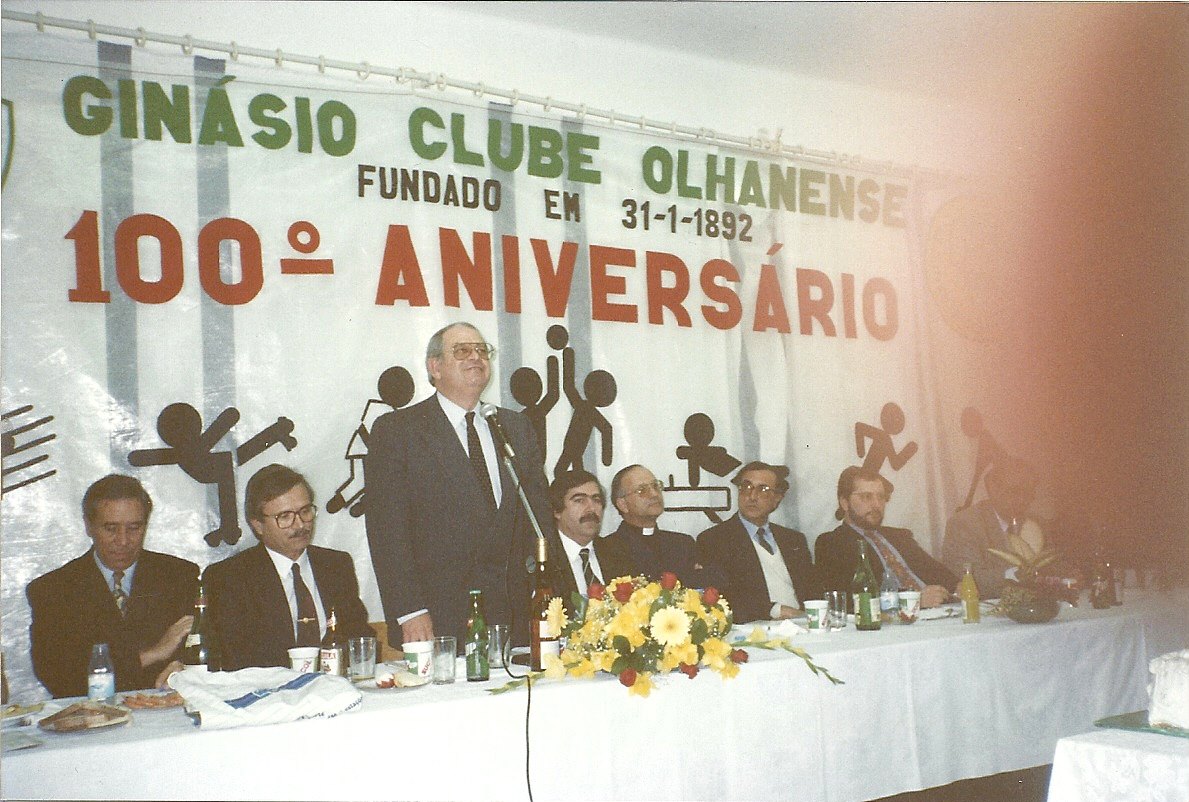 GINÁSIO CLUBE OLHANENSE
FUNDADO EM 31-1-1892
100º ANIVERSÁRIO